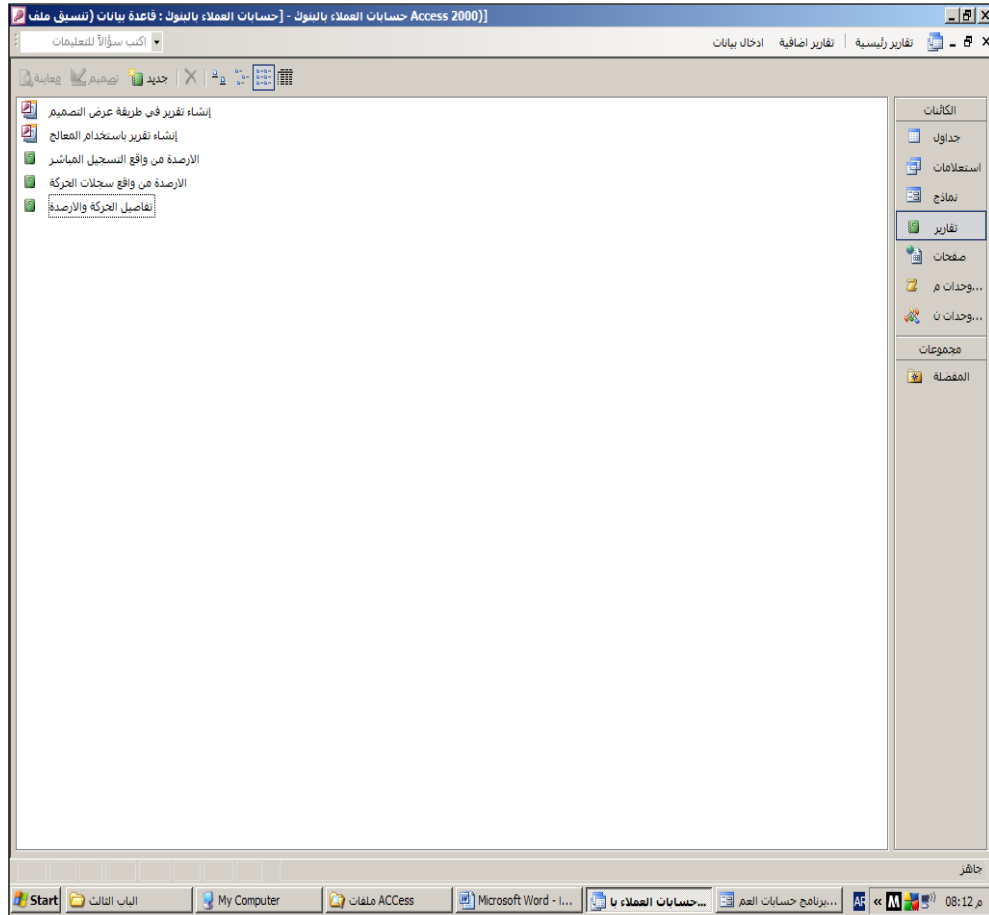 حسابات العملاء بالبنوك - [حسابات العملاء بالبنوك : قاعدة بيانات (تنسيق ملف Access 2000)]
تقارير رئيسية تقارير اضافية ادخال بيانات
اكتب سؤالاً للتعليمات
معاينة تصميم جديد
الكائنات
جداول
استعلامات
نماذج
تقارير
صفحات
وحدات م...
وحدات ن...
مجموعات
المفضلة
إنشاء تقرير في طريقة عرض التصميم
إنشاء تقرير باستخدام المعالج
الارصدة من واقع التسجيل المباشر
الارصدة من واقع سجلات الحركة
تفاصيل الحركة والارصدة
جاهز
Start
الباب الثالث
My Computer
ملفات ACCess
Microsoft Word - ا...
حسابات العملاء با...
برنامج حسابات العم...
AR
«
08:12 م